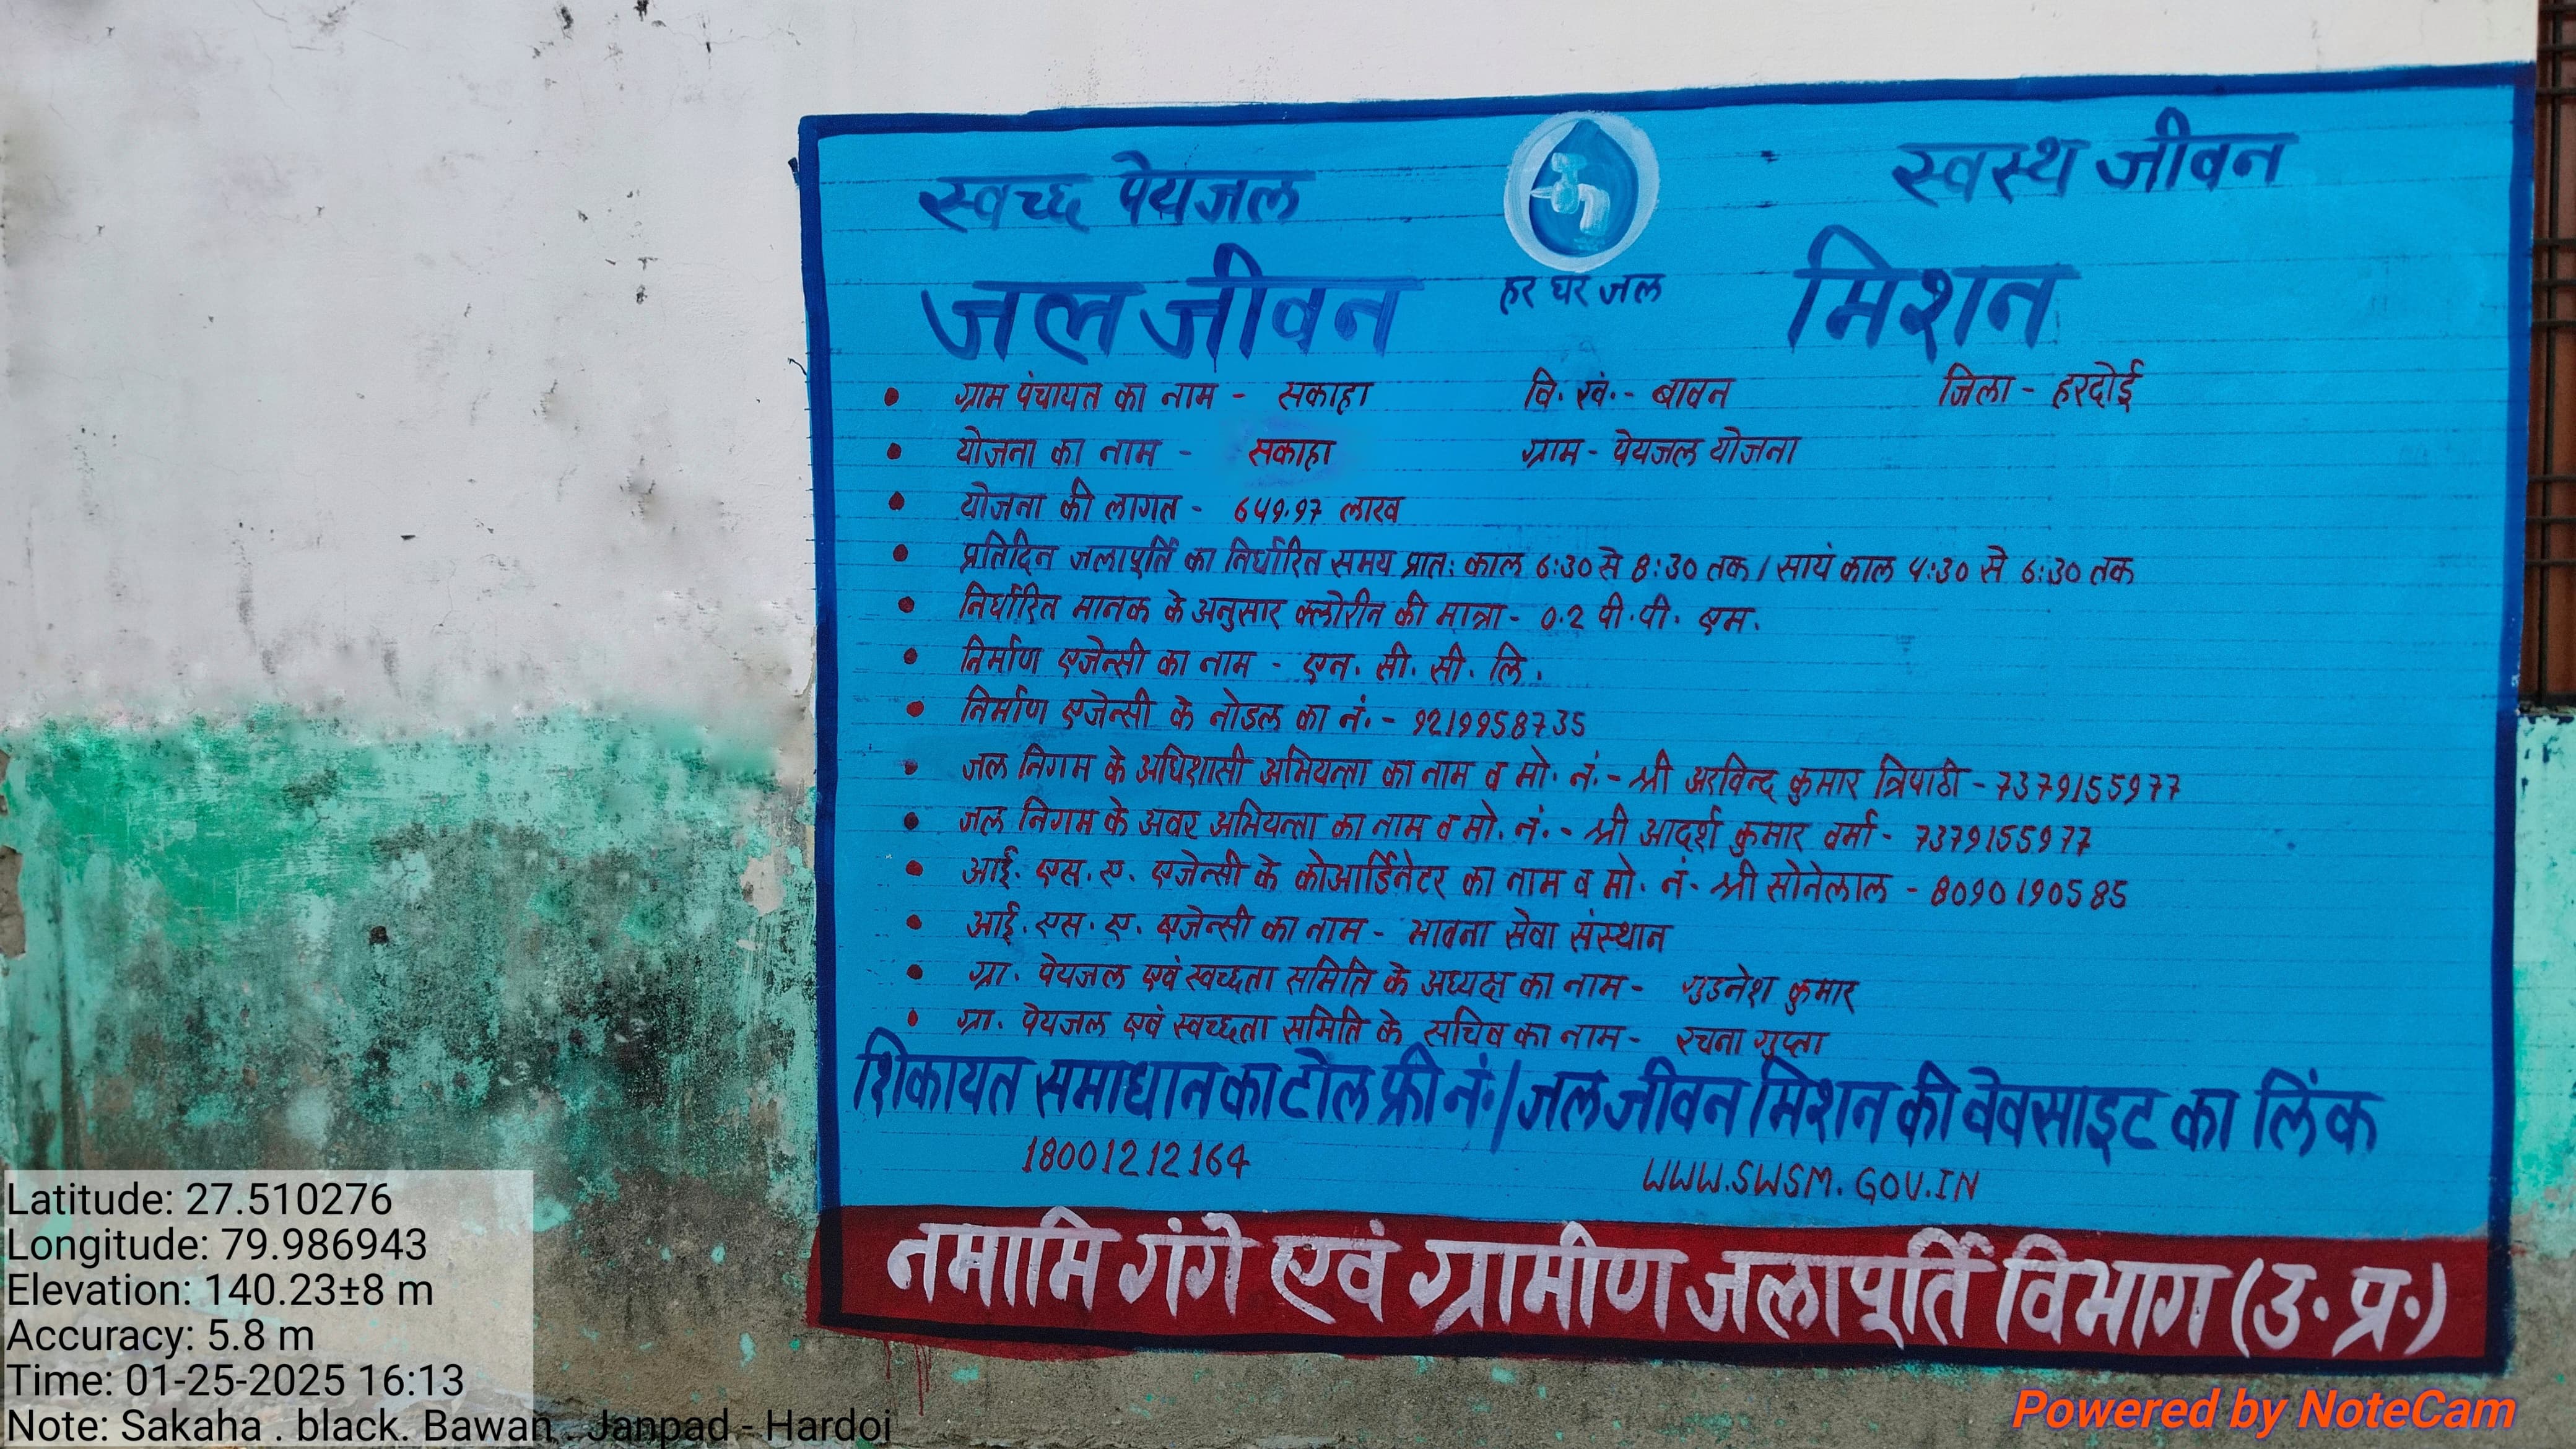 स्वच्छ पेयजल स्वस्थ जीवन
जल जीवन हर घर जल मिशन
• ग्राम पंचायत का नाम - सकाहा वि. खं.- बावन जिला - हरदोई
• योजना का नाम - सकाहा ग्राम - पेयजल योजना
• योजना की लागत - 649.97 लाख
• प्रतिदिन जलापूर्ति का निर्धारित समय प्रात: काल 6:30 से 8:30 तक / सायं काल 4:30 से 6:30 तक
• निर्धारित मानक के अनुसार क्लोरीन की मात्रा - 0.2 पी.पी. एम.
• निर्माण एजेन्सी का नाम - एन. सी. सी. लि.
• निर्माण एजेन्सी के नोडल का नं. - 9219958735
• जल निगम के अधिशासी अभियन्ता का नाम व मो. नं. - श्री अरविन्द कुमार त्रिपाठी - 7379155977
• जल निगम के अवर अभियन्ता का नाम व मो. नं. - श्री आदर्श कुमार वर्मा - 7379155977
• आई. एस. ए. एजेन्सी के कोआर्डिनेटर का नाम व मो. नं - श्री सोनेलाल - 8090190585
• आई. एस. ए. एजेन्सी का नाम - भावना सेवा संस्थान
• ग्रा. पेयजल एवं स्वच्छता समिति के अध्यक्ष का नाम - गुडनेश कुमार
• ग्रा. पेयजल एवं स्वच्छता समिति के सचिव का नाम - रचना गुप्ता
शिकायत समाधान का टोल फ्री नं. / जल जीवन मिशन की वेवसाइट का लिंक
18001212164 WWW.SWSM.GOV.IN
नमामि गंगे एवं ग्रामीण जलापूर्ति विभाग (उ.प्र.)
Latitude: 27.510276
Longitude: 79.986943
Elevation: 140.23±8 m
Accuracy: 5.8 m
Time: 01-25-2025 16:13
Note: Sakaha . black. Bawan . Janpad - Hardoi
Powered by NoteCam